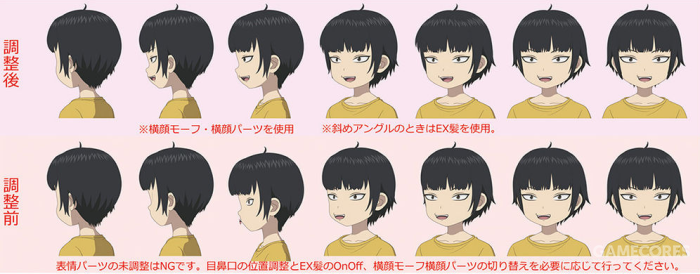 調整後
※横顔モーフ・横顔パーツを使用
※斜めアングルのときはEX髪を使用。
調整前
表情パーツの未調整はNGです。目鼻口の位置調整とEX髪のOnOff、横顔モーフ横顔パーツの切り替えを必要に応じて行ってください。
GAMECORES